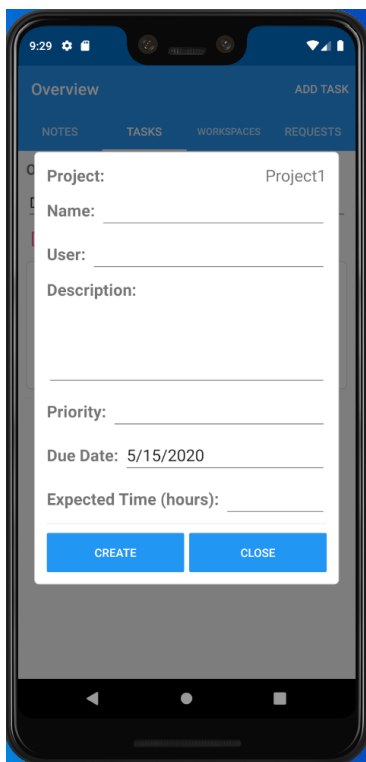 9:29
Overview ADD TASK
NOTES TASKS WORKSPACES REQUESTS
Project: Project1
Name:
User:
Description:
Priority:
Due Date: 5/15/2020
Expected Time (hours):
CREATE CLOSE